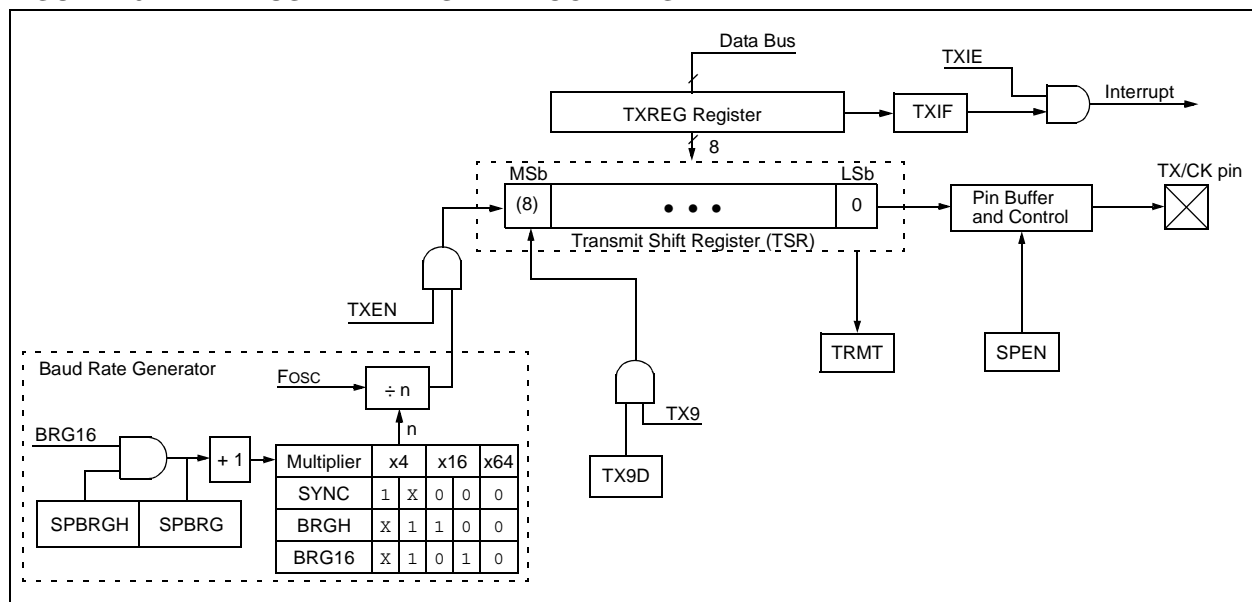 Data Bus
TXIE
Interrupt
TXREG Register
TXIF
8
MSb
LSb
TX/CK pin
(8)
• • •
0
Pin Buffer
and Control
Transmit Shift Register (TSR)
TXEN
TRMT
SPEN
Baud Rate Generator
FOSC
÷ n
TX9
n
BRG16
+ 1
Multiplier x4 x16 x64
TX9D
SYNC 1 X 0 0 0
SPBRGH SPBRG
BRGH X 1 1 0 0
BRG16 X 1 0 1 0